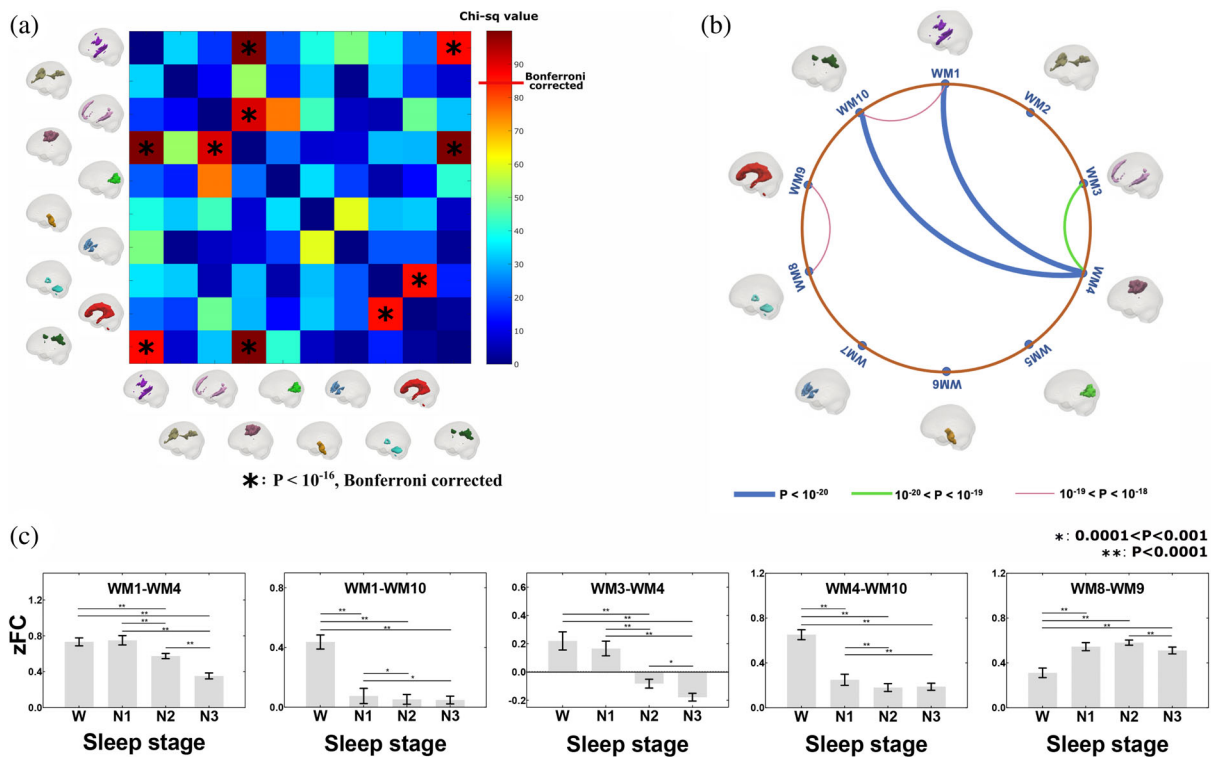 (a)
Chi-sq value
90
Bonferroni
corrected
80
70
60
50
40
30
20
10
0
*: P < 10⁻¹⁶, Bonferroni corrected
(b)
WM1
WM2
WM3
WM4
WM5
WM6
WM7
WM8
WM9
WM10
P < 10⁻²⁰
10⁻²⁰ < P < 10⁻¹⁹
10⁻¹⁹ < P < 10⁻¹⁸
(c)
*: 0.0001<P<0.001
**: P<0.0001
zFC
WM1-WM4
1.2
0.8
0.4
0.0
** 
**
**
**
**
W N1 N2 N3
Sleep stage
WM1-WM10
0.8
0.4
0.0
**
**
**
*
*
W N1 N2 N3
Sleep stage
WM3-WM4
0.6
0.4
0.2
0.0
-0.2
**
**
**
**
*
W N1 N2 N3
Sleep stage
WM4-WM10
1.2
0.8
0.4
0.0
**
**
**
**
**
W N1 N2 N3
Sleep stage
WM8-WM9
1.0
0.6
0.4
0.2
0.0
**
**
**
**
W N1 N2 N3
Sleep stage